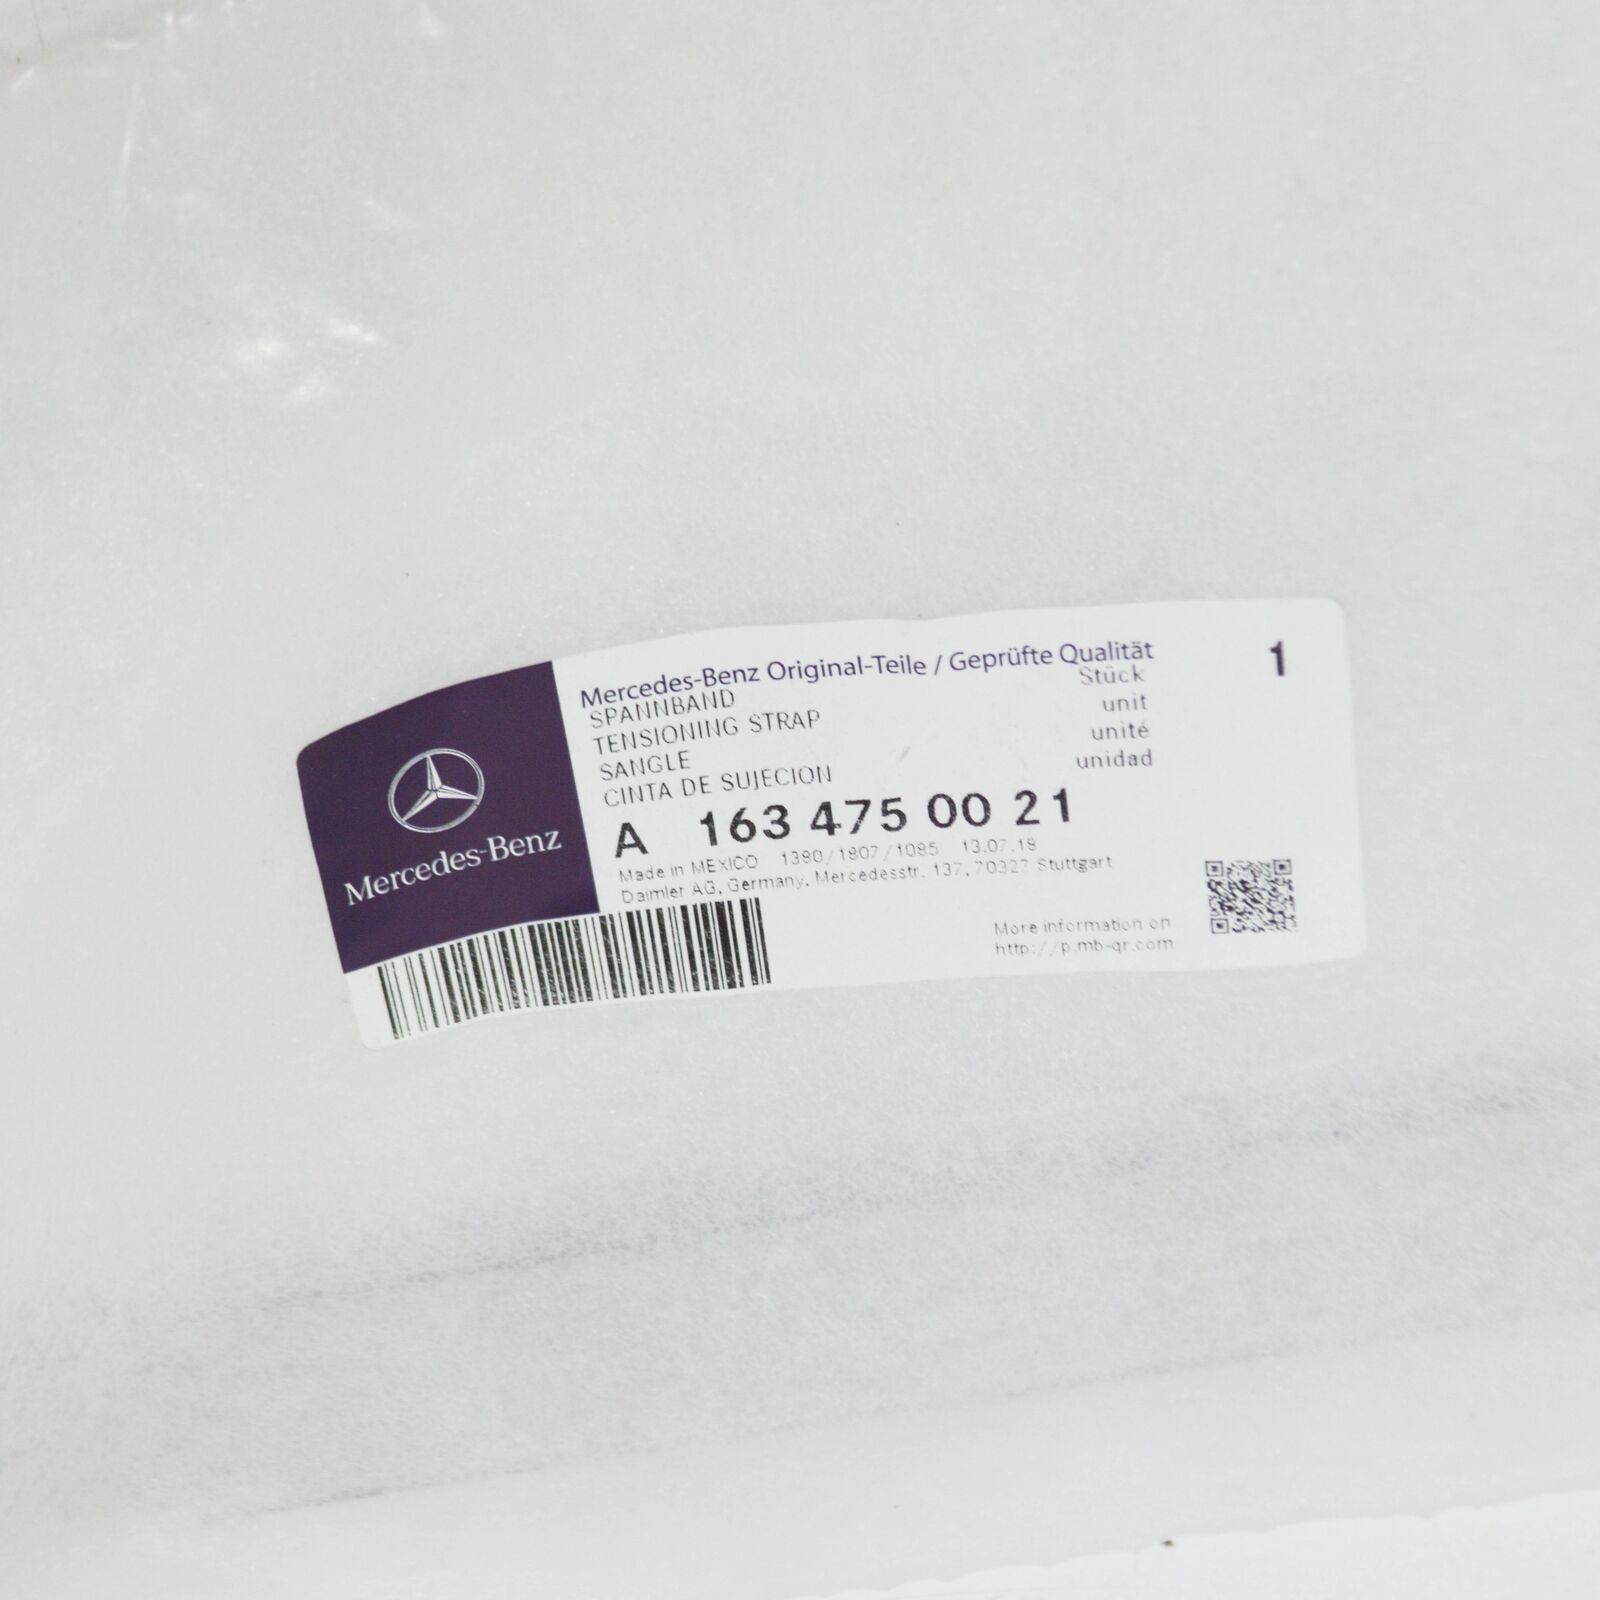 Mercedes-Benz
Mercedes-Benz Original-Teile / Geprüfte Qualität
SPANNBAND
TENSIONING STRAP
SANGLE
CINTA DE SUJECION
Stück
unit
unité
unidad
1
A 163 475 00 21
Made in MEXICO 1380/1807/1085 13.07.18
Daimler AG, Germany, Mercedesstr. 137, 70327 Stuttgart
More information on
http://p.mb-qr.com